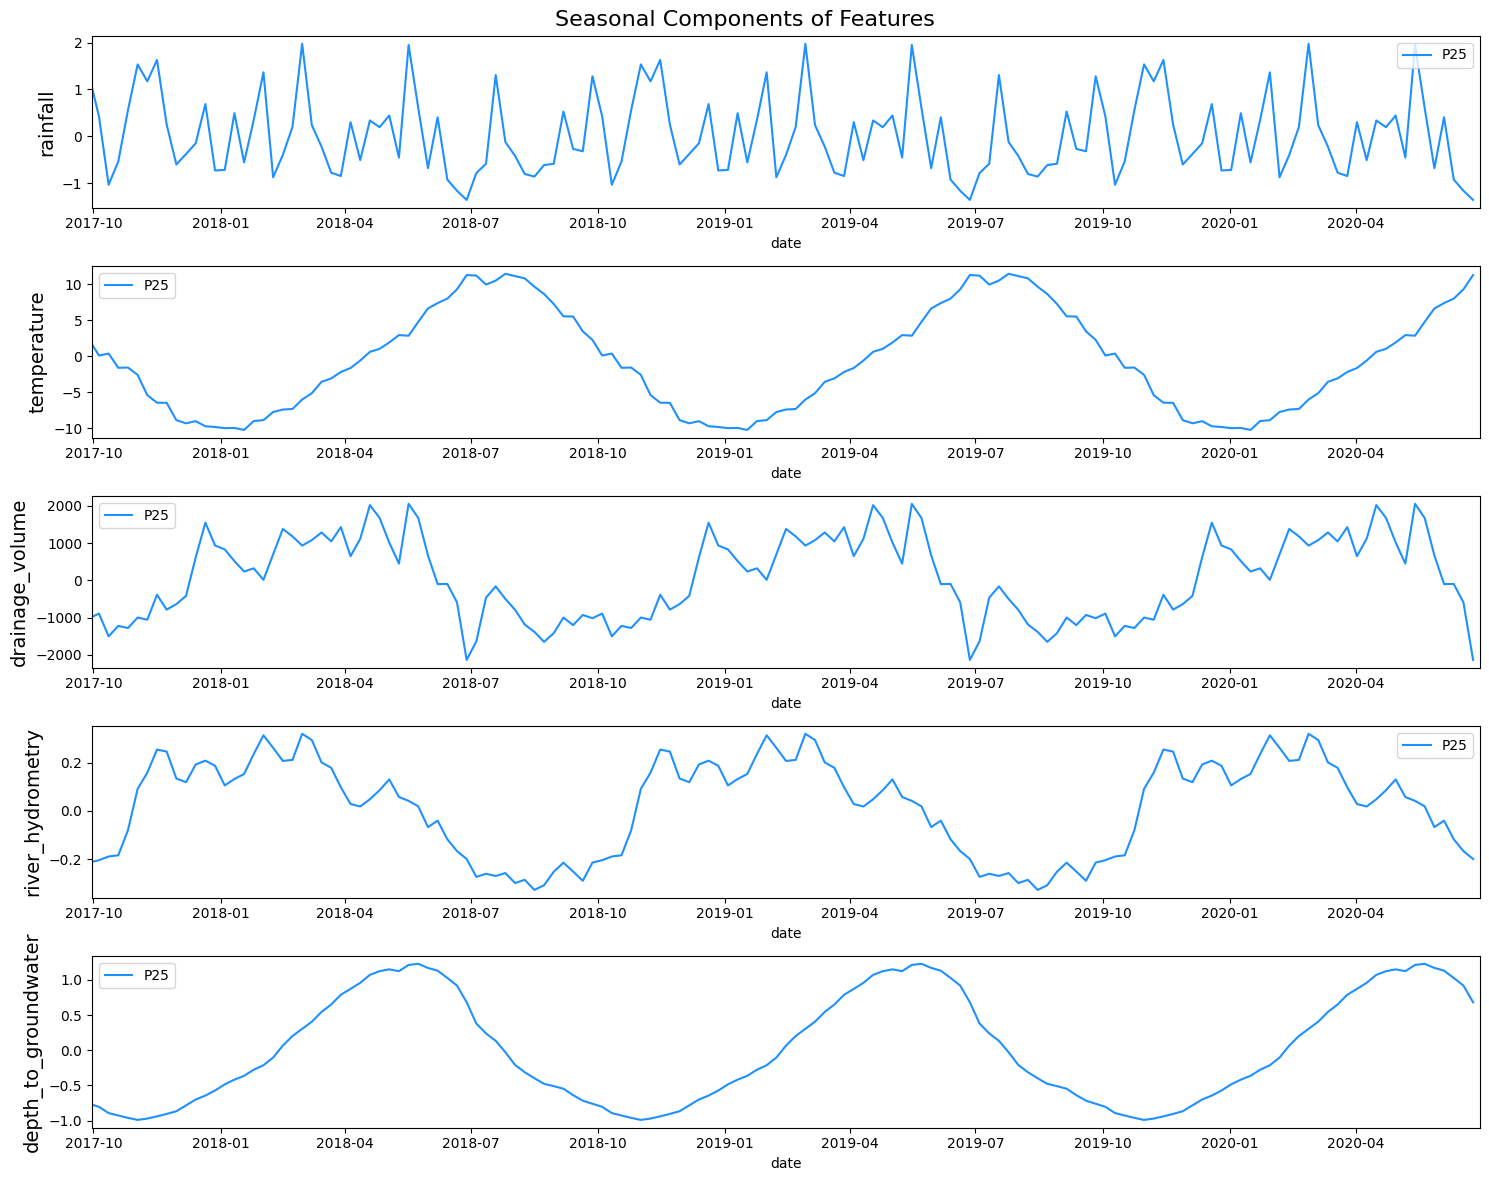 Seasonal Components of Features
rainfall
2
1
0
−1
P25
2017-10 2018-01 2018-04 2018-07 2018-10 2019-01 2019-04 2019-07 2019-10 2020-01 2020-04
date
temperature
10
5
0
−5
−10
P25
2017-10 2018-01 2018-04 2018-07 2018-10 2019-01 2019-04 2019-07 2019-10 2020-01 2020-04
date
drainage_volume
2000
1000
0
−1000
−2000
P25
2017-10 2018-01 2018-04 2018-07 2018-10 2019-01 2019-04 2019-07 2019-10 2020-01 2020-04
date
river_hydrometry
0.2
0.0
−0.2
P25
2017-10 2018-01 2018-04 2018-07 2018-10 2019-01 2019-04 2019-07 2019-10 2020-01 2020-04
date
depth_to_groundwater
1.0
0.5
0.0
−0.5
−1.0
P25
2017-10 2018-01 2018-04 2018-07 2018-10 2019-01 2019-04 2019-07 2019-10 2020-01 2020-04
date